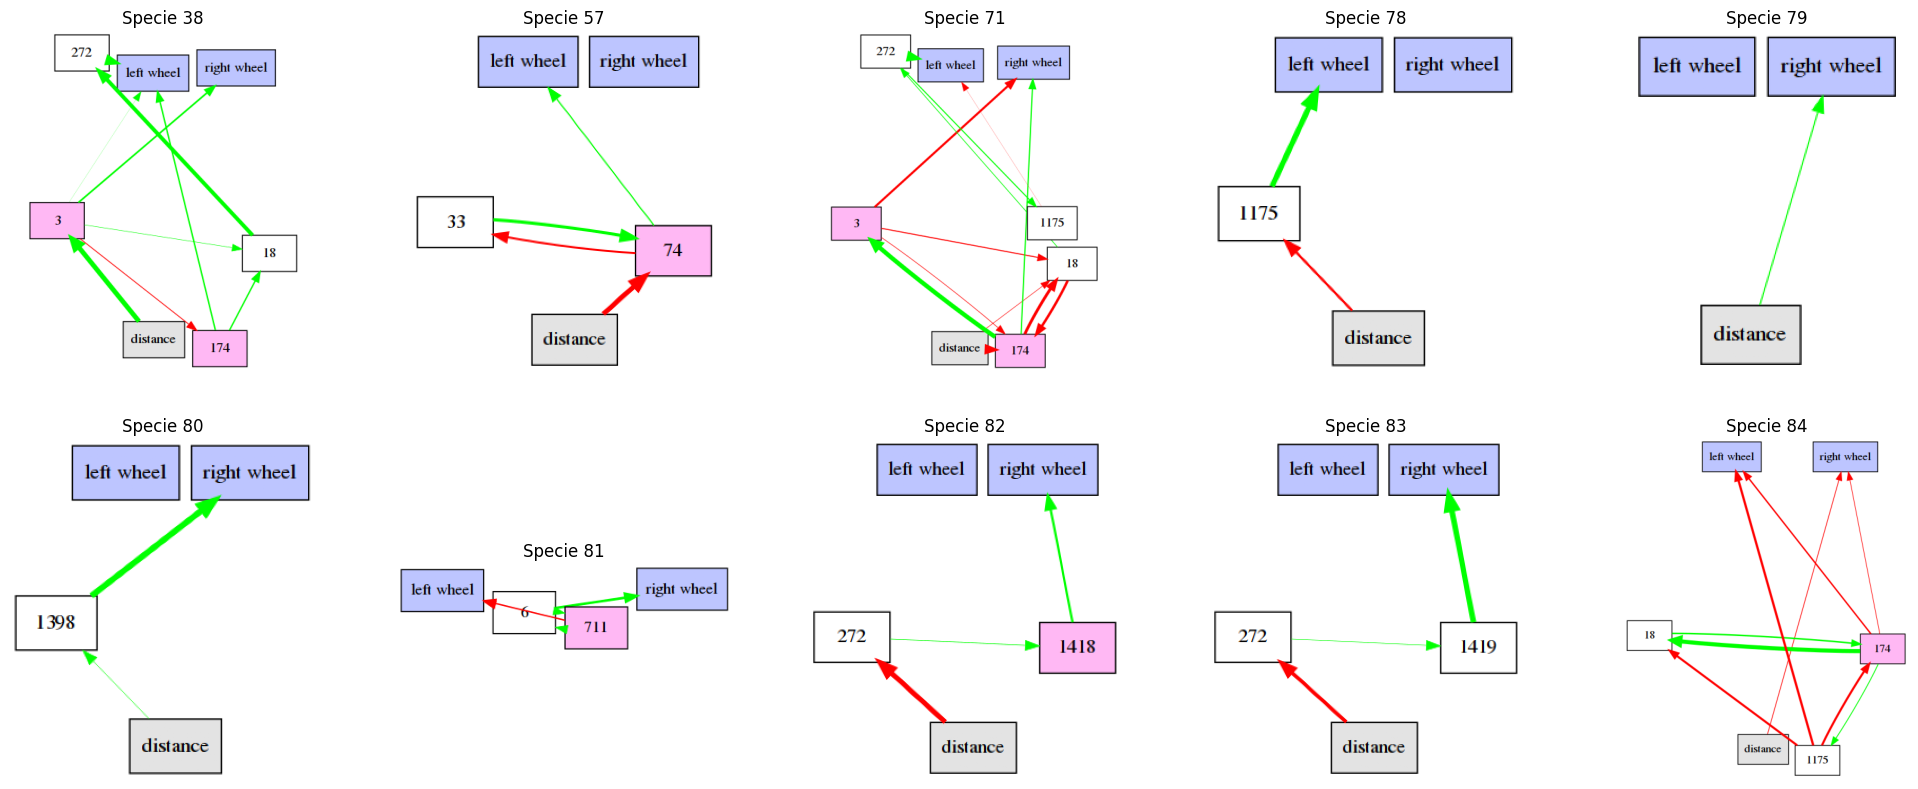 Specie 38
272
left wheel
right wheel
3
18
distance
174
Specie 57
left wheel
right wheel
33
74
distance
Specie 71
272
left wheel
right wheel
3
1175
18
distance
174
Specie 78
left wheel
right wheel
1175
distance
Specie 79
left wheel
right wheel
distance
Specie 80
left wheel
right wheel
1398
distance
Specie 81
left wheel
6
711
right wheel
Specie 82
left wheel
right wheel
272
1418
distance
Specie 83
left wheel
right wheel
272
1419
distance
Specie 84
left wheel
right wheel
18
174
distance
1175